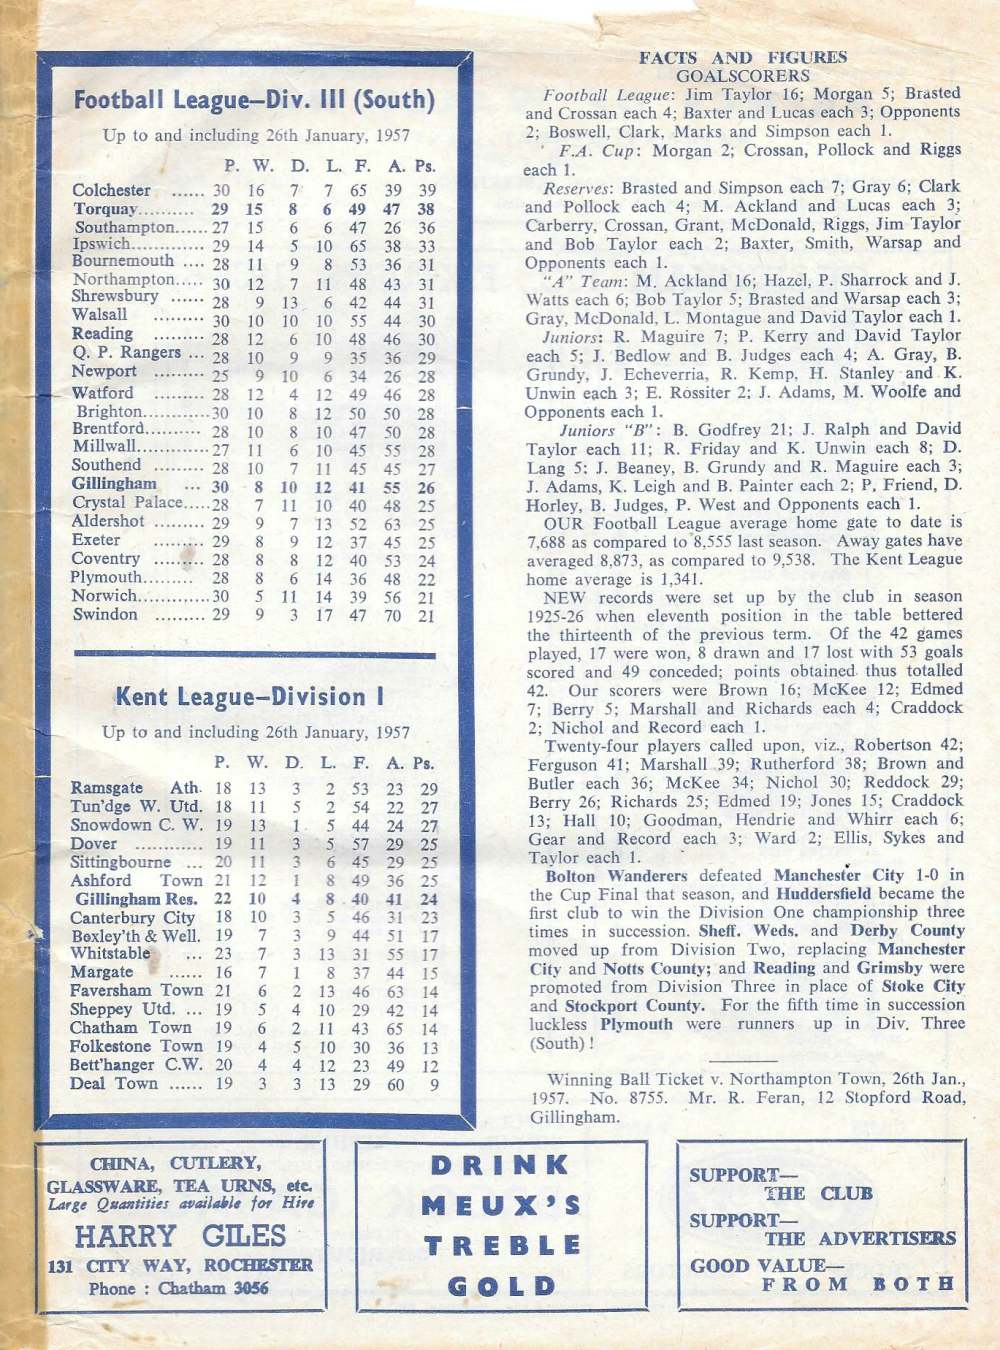 Football League—Div. III (South)
Up to and including 26th January, 1957
P. W. D. L. F. A. Ps.
Colchester ...... 30 16 7 7 65 39 39
Torquay.......... 29 15 8 6 49 47 38
Southampton...... 27 15 6 6 47 26 36
Ipswich............. 29 14 5 10 65 38 33
Bournemouth .... 28 11 9 8 53 36 31
Northampton..... 30 12 7 11 48 43 31
Shrewsbury ...... 28 9 13 6 42 44 31
Walsall ......... 30 10 10 10 55 44 30
Reading ......... 28 12 6 10 48 46 30
Q. P. Rangers ... 28 10 9 9 35 36 29
Newport ......... 25 9 10 6 34 26 28
Watford ......... 28 12 4 12 49 46 28
Brighton............30 10 8 12 50 50 28
Brentford.......... 28 10 8 10 47 50 28
Millwall.............27 11 6 10 45 55 28
Southend ......... 28 10 7 11 45 45 27
Gillingham ... 30 8 10 12 41 55 26
Crystal Palace.....28 7 11 10 40 48 25
Aldershot ......... 29 9 7 13 52 63 25
Exeter ......... 29 8 9 12 37 45 25
Coventry ......... 28 8 8 12 40 53 24
Plymouth......... 28 8 6 14 36 48 22
Norwich.............30 5 11 14 39 56 21
Swindon ......... 29 9 3 17 47 70 21
Kent League—Division I
Up to and including 26th January, 1957
P. W. D. L. F. A. Ps.
Ramsgate Ath. 18 13 3 2 53 23 29
Tun'dge W. Utd. 18 11 5 2 54 22 27
Snowdown C. W. 19 13 1 5 44 24 27
Dover ............ 19 11 3 5 57 29 25
Sittingbourne ... 20 11 3 6 45 29 25
Ashford Town 21 12 1 8 49 36 25
Gillingham Res. 22 10 4 8 40 41 24
Canterbury City 18 10 3 5 46 31 23
Bexley'th & Well. 19 7 3 9 44 51 17
Whitstable ... 23 7 3 13 31 55 17
Margate ...... 16 7 1 8 37 44 15
Faversham Town 21 6 2 13 46 63 14
Sheppey Utd. ... 19 5 4 10 29 42 14
Chatham Town 19 6 2 11 43 65 14
Folkestone Town 19 4 5 10 30 36 13
Bett'hanger C.W. 20 4 4 12 23 49 12
Deal Town ...... 19 3 3 13 29 60 9
FACTS AND FIGURES
GOALSCORERS
Football League: Jim Taylor 16; Morgan 5; Brasted
and Crossan each 4; Baxter and Lucas each 3; Opponents
2; Boswell, Clark, Marks and Simpson each 1.
F.A. Cup: Morgan 2; Crossan, Pollock and Riggs
each 1.
Reserves: Brasted and Simpson each 7; Gray 6; Clark
and Pollock each 4; M. Ackland and Lucas each 3;
Carberry, Crossan, Grant, McDonald, Riggs, Jim Taylor
and Bob Taylor each 2; Baxter, Smith, Warsap and
Opponents each 1.
"A" Team: M. Ackland 16; Hazel, P. Sharrock and J.
Watts each 6; Bob Taylor 5; Brasted and Warsap each 3;
Gray, McDonald, L. Montague and David Taylor each 1.
Juniors: R. Maguire 7; P. Kerry and David Taylor
each 5; J. Bedlow and B. Judges each 4; A. Gray, B.
Grundy, J. Echeverria, R. Kemp, H. Stanley and K.
Unwin each 3; E. Rossiter 2; J. Adams, M. Woolfe and
Opponents each 1.
Juniors "B": B. Godfrey 21; J. Ralph and David
Taylor each 11; R. Friday and K. Unwin each 8; D.
Lang 5; J. Beaney, B. Grundy and R. Maguire each 3;
J. Adams, K. Leigh and B. Painter each 2; P. Friend, D.
Horley, B. Judges, P. West and Opponents each 1.
OUR Football League average home gate to date is
7,688 as compared to 8,555 last season. Away gates have
averaged 8,873, as compared to 9,538. The Kent League
home average is 1,341.
NEW records were set up by the club in season
1925-26 when eleventh position in the table bettered
the thirteenth of the previous term. Of the 42 games
played, 17 were won, 8 drawn and 17 lost with 53 goals
scored and 49 conceded; points obtained thus totalled
42. Our scorers were Brown 16; McKee 12; Edmed
7; Berry 5; Marshall and Richards each 4; Craddock
2; Nichol and Record each 1.
Twenty-four players called upon, viz., Robertson 42;
Ferguson 41; Marshall 39; Rutherford 38; Brown and
Butler each 36; McKee 34; Nichol 30; Reddock 29;
Berry 26; Richards 25; Edmed 19; Jones 15; Craddock
13; Hall 10; Goodman, Hendrie and Whirr each 6;
Gear and Record each 3; Ward 2; Ellis, Sykes and
Taylor each 1.
Bolton Wanderers defeated Manchester City 1-0 in
the Cup Final that season, and Huddersfield became the
first club to win the Division One championship three
times in succession. Sheff. Weds. and Derby County
moved up from Division Two, replacing Manchester
City and Notts County; and Reading and Grimsby were
promoted from Division Three in place of Stoke City
and Stockport County. For the fifth time in succession
luckless Plymouth were runners up in Div. Three
(South) !
Winning Ball Ticket v. Northampton Town, 26th Jan.,
1957. No. 8755. Mr. R. Feran, 12 Stopford Road,
Gillingham.
CHINA, CUTLERY,
GLASSWARE, TEA URNS, etc.
Large Quantities available for Hire
HARRY GILES
131 CITY WAY, ROCHESTER
Phone : Chatham 3056
DRINK
MEUX'S
TREBLE
GOLD
SUPPORT—
THE CLUB
SUPPORT—
THE ADVERTISERS
GOOD VALUE—
FROM BOTH